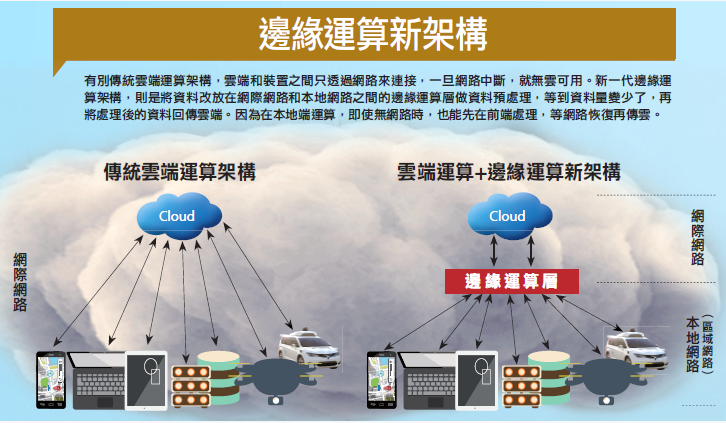 邊緣運算新架構
有別傳統雲端運算架構，雲端和裝置之間只透過網路來連接，一旦網路中斷，就無雲可用。新一代邊緣運
算架構，則是將資料改放在網際網路和本地網路之間的邊緣運算層做資料預處理，等到資料量變少了，再
將處理後的資料回傳雲端。因為在本地端運算，即使無網路時，也能先在前端處理，等網路恢復再傳雲。
傳統雲端運算架構
雲端運算+邊緣運算新架構
Cloud
Cloud
網際網路
網際網路
邊緣運算層
本地網路
（區域網路）